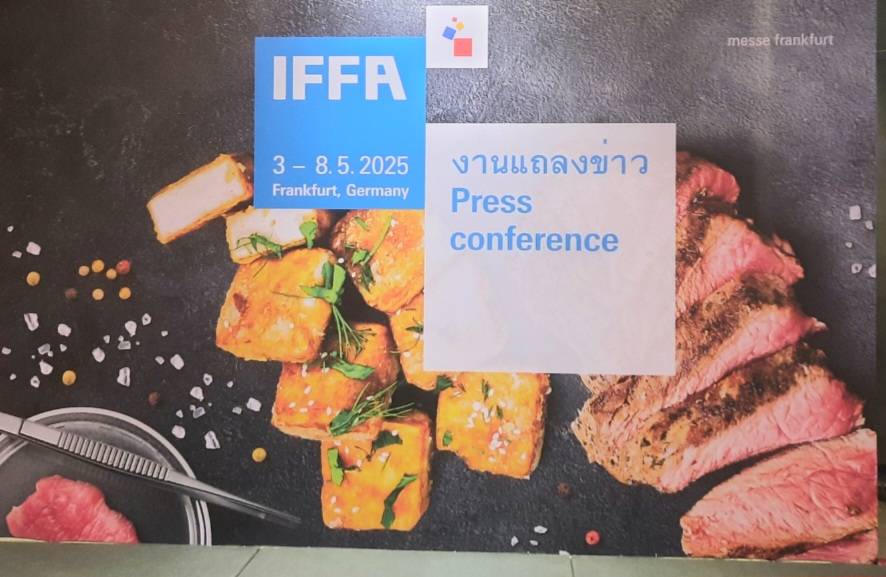 IFFA
3 – 8. 5. 2025
Frankfurt, Germany
messe frankfurt
งานแถลงข่าว
Press
conference